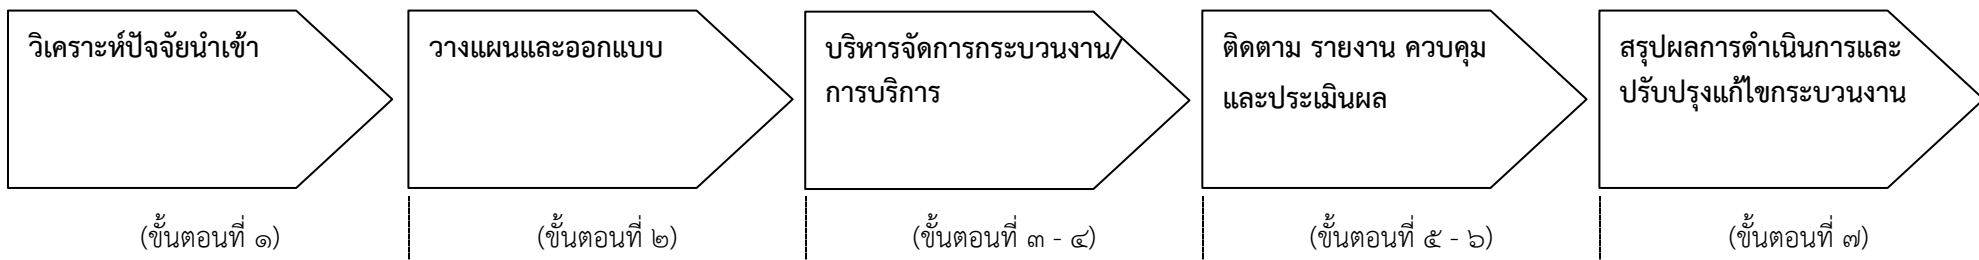 วิเคราะห์ปัจจัยนำเข้า
วางแผนและออกแบบ
บริหารจัดการกระบวนงาน/
การบริการ
ติดตาม รายงาน ควบคุม
และประเมินผล
สรุปผลการดำเนินการและ
ปรับปรุงแก้ไขกระบวนงาน
(ขั้นตอนที่ ๑)
(ขั้นตอนที่ ๒)
(ขั้นตอนที่ ๓ - ๔)
(ขั้นตอนที่ ๕ - ๖)
(ขั้นตอนที่ ๗)